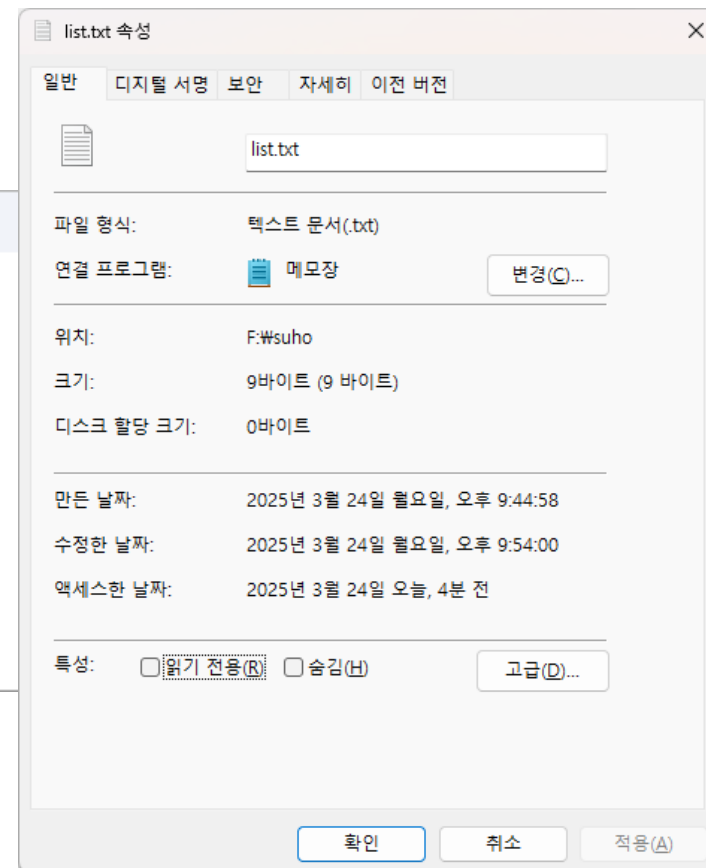 list.txt 속성
일반 디지털 서명 보안 자세히 이전 버전
list.txt
파일 형식: 텍스트 문서(.txt)
연결 프로그램: 메모장 변경(C)...
위치: F:₩suho
크기: 9바이트 (9 바이트)
디스크 할당 크기: 0바이트
만든 날짜: 2025년 3월 24일 월요일, 오후 9:44:58
수정한 날짜: 2025년 3월 24일 월요일, 오후 9:54:00
액세스한 날짜: 2025년 3월 24일 오늘, 4분 전
특성: 읽기 전용(R) 숨김(H) 고급(D)...
확인 취소 적용(A)